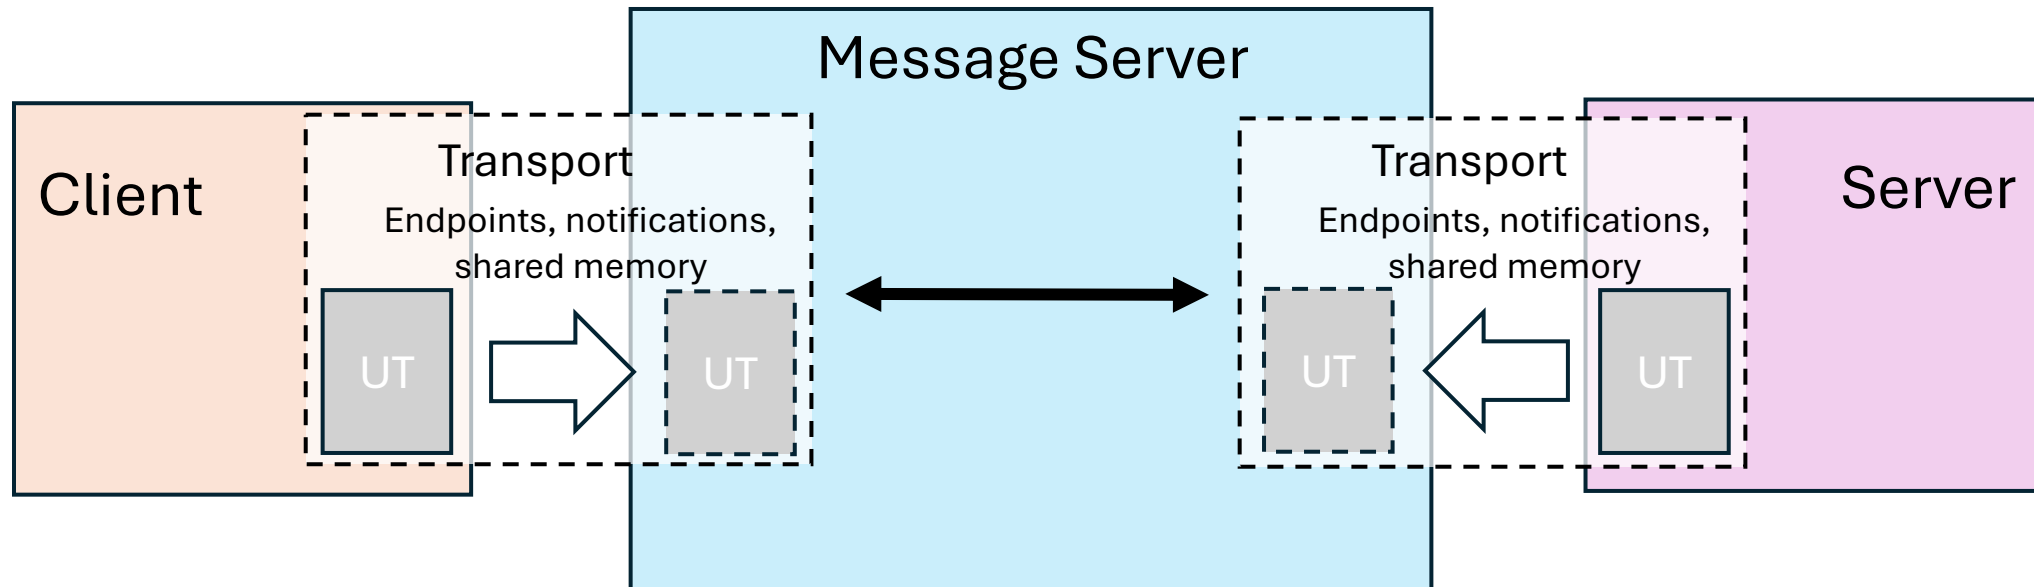 Message Server
Client
Transport
Endpoints, notifications,
shared memory
UT
UT
Transport
Endpoints, notifications,
shared memory
UT
UT
Server